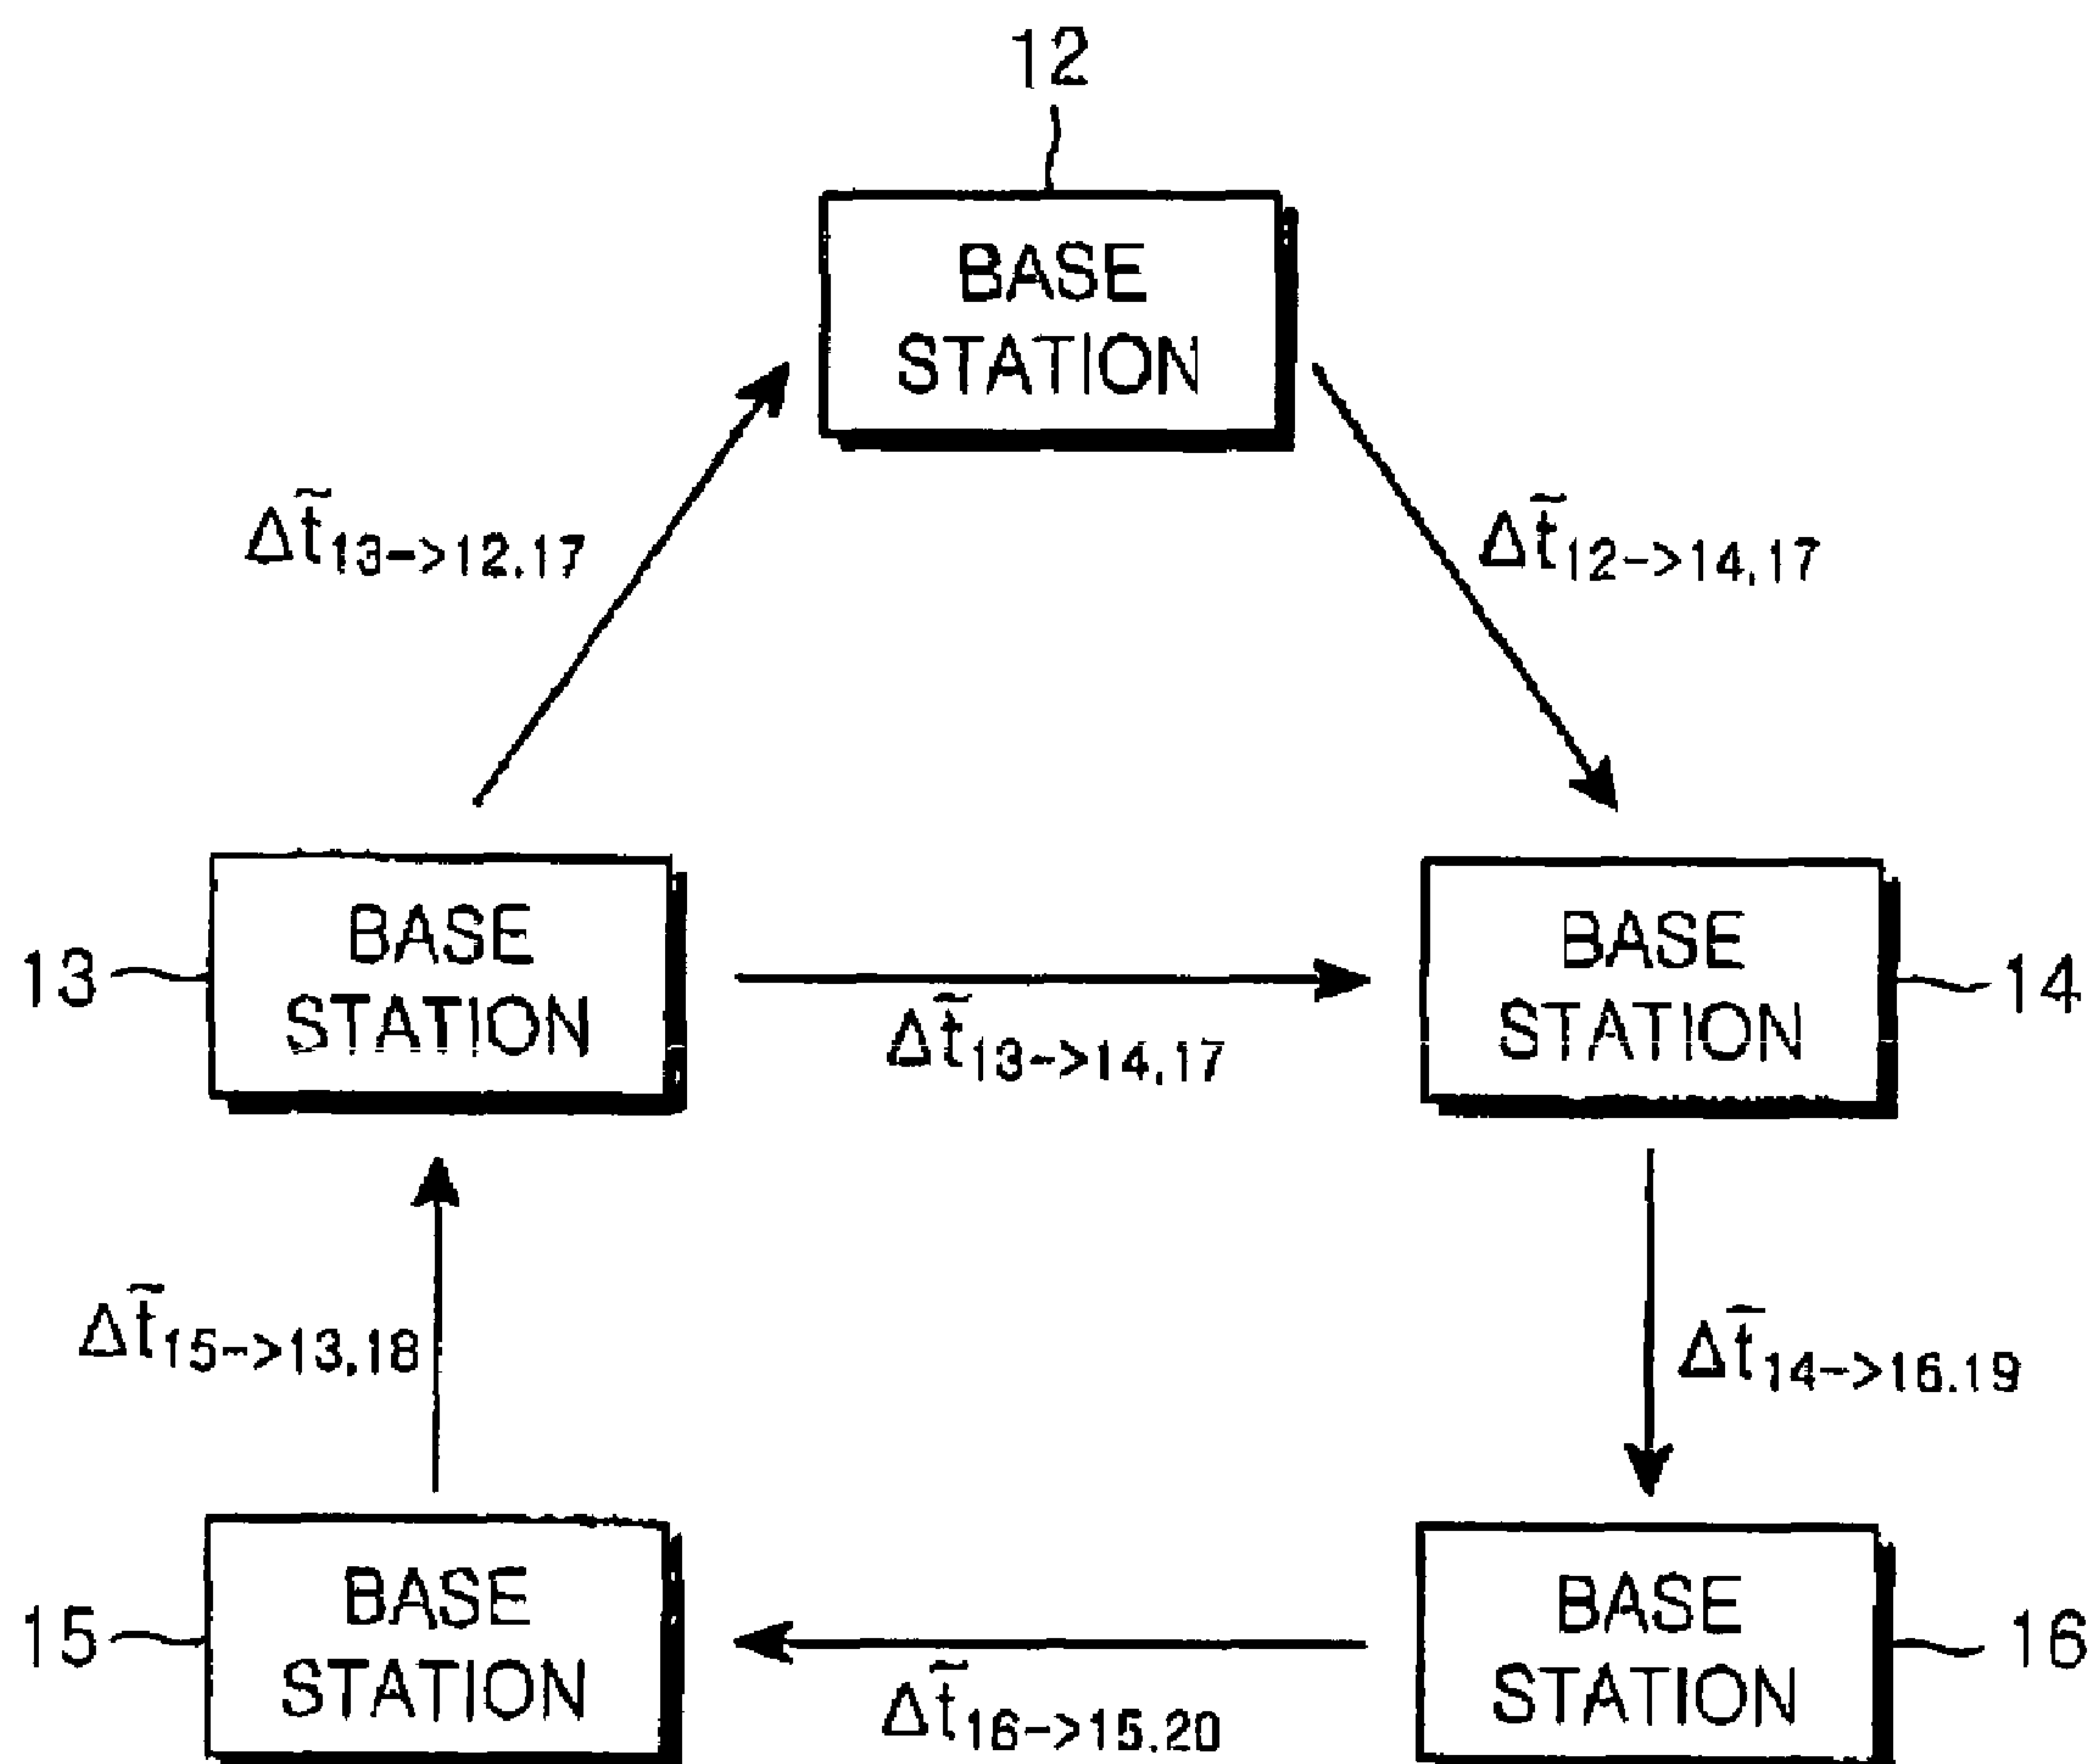 12
BASE
STATION
Δt̃13->12,17
Δt̃12->14,17
13
BASE
STATION
Δt̃13->14,17
BASE
STATION
14
Δt̃15->13,18
Δt̃14->16,19
15
BASE
STATION
Δt̃16->15,20
BASE
STATION
16